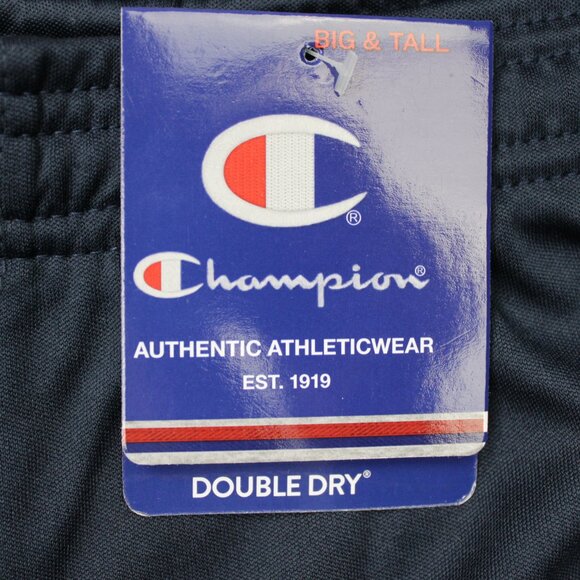 BIG & TALL
®
Champion®
AUTHENTIC ATHLETICWEAR
EST. 1919
DOUBLE DRY®